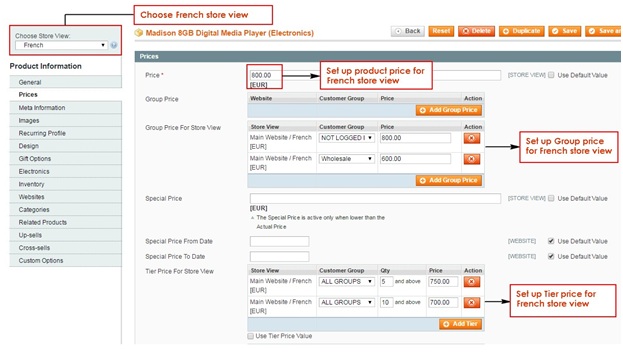 Choose French store view
Choose Store View:
French
Madison 8GB Digital Media Player (Electronics)
Back Reset Delete Duplicate Save Save an
Product Information
General
Prices
Meta Information
Images
Recurring Profile
Design
Gift Options
Electronics
Inventory
Websites
Categories
Related Products
Up-sells
Cross-sells
Custom Options
Prices
Price * 800.00 [STORE VIEW] Use Default Value
[EUR]
Set up product price for
French store view
Group Price Website Customer Group Price Action
Add Group Price
Group Price For Store View Store View Customer Group Price Action
Main Website / French NOT LOGGED I 800.00
[EUR]
Main Website / French Wholesale 600.00
[EUR]
Add Group Price
Set up Group price
for French store view
Special Price [STORE VIEW] Use Default Value
[EUR]
The Special Price is active only when lower than the
Actual Price
Special Price From Date [WEBSITE] Use Default Value
Special Price To Date [WEBSITE] Use Default Value
Tier Price For Store View Store View Customer Group Qty Price Action
Main Website / French ALL GROUPS 5 and above 750.00
[EUR]
Main Website / French ALL GROUPS 10 and above 700.00
[EUR]
Add Tier
Use Tier Price Value
Set up Tier price for
French store view